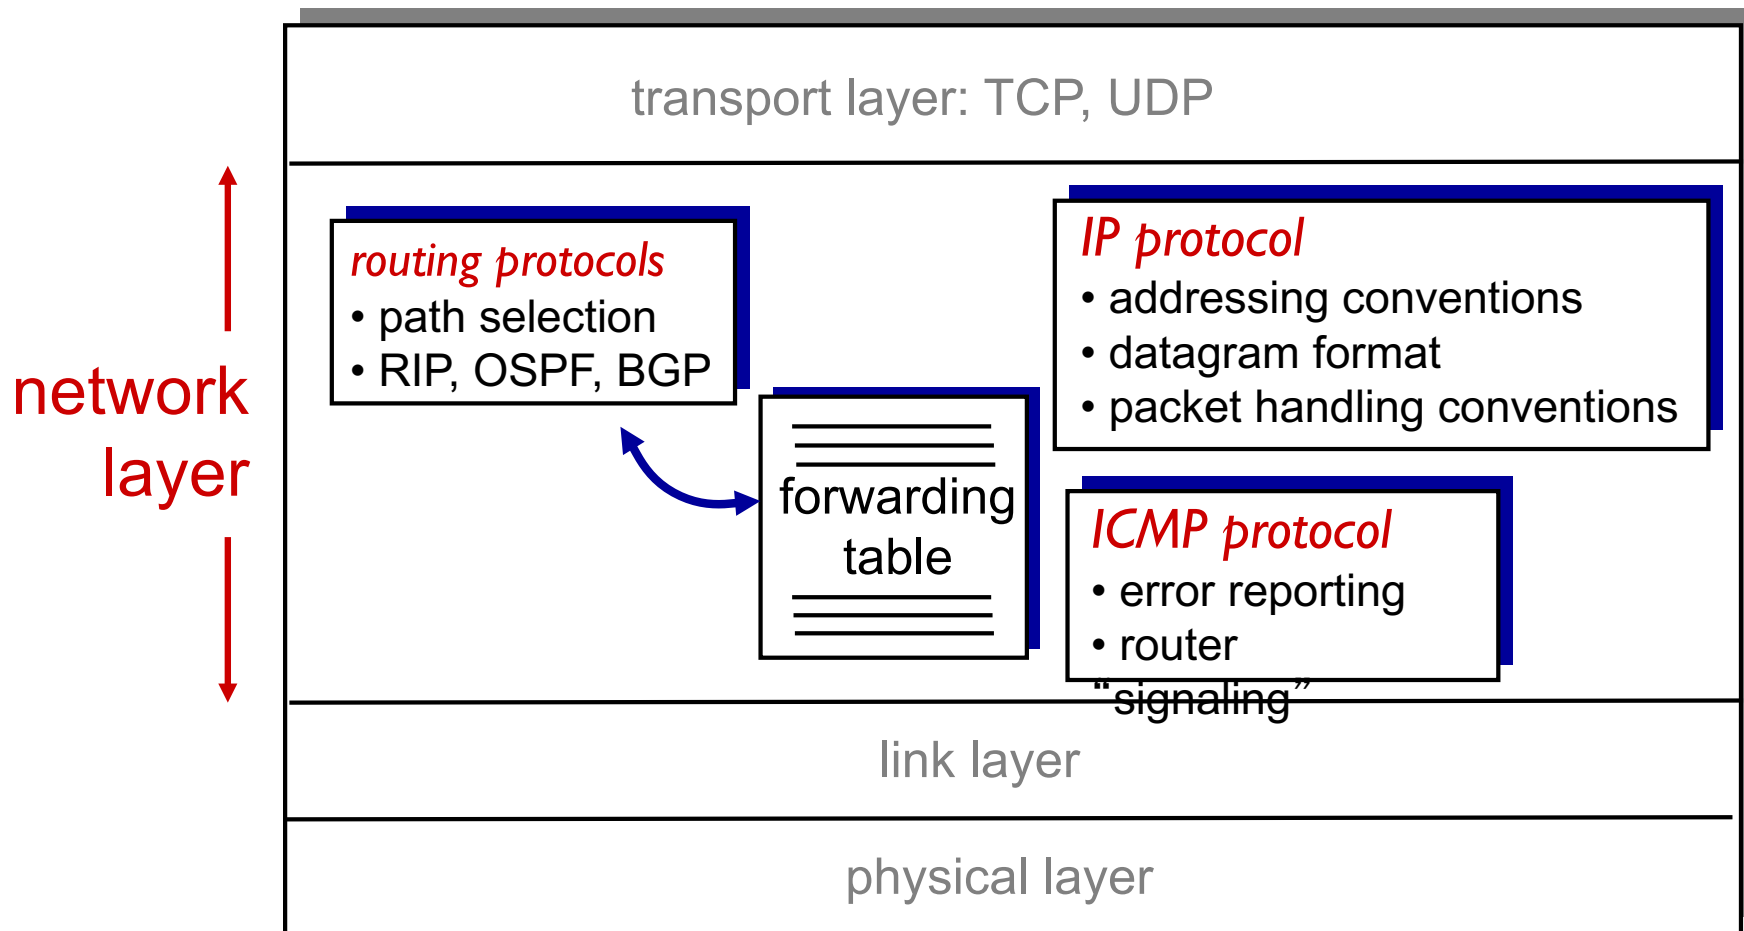 transport layer: TCP, UDP
network
layer
routing protocols
• path selection
• RIP, OSPF, BGP
forwarding
table
IP protocol
• addressing conventions
• datagram format
• packet handling conventions
ICMP protocol
• error reporting
• router
“signaling”
link layer
physical layer